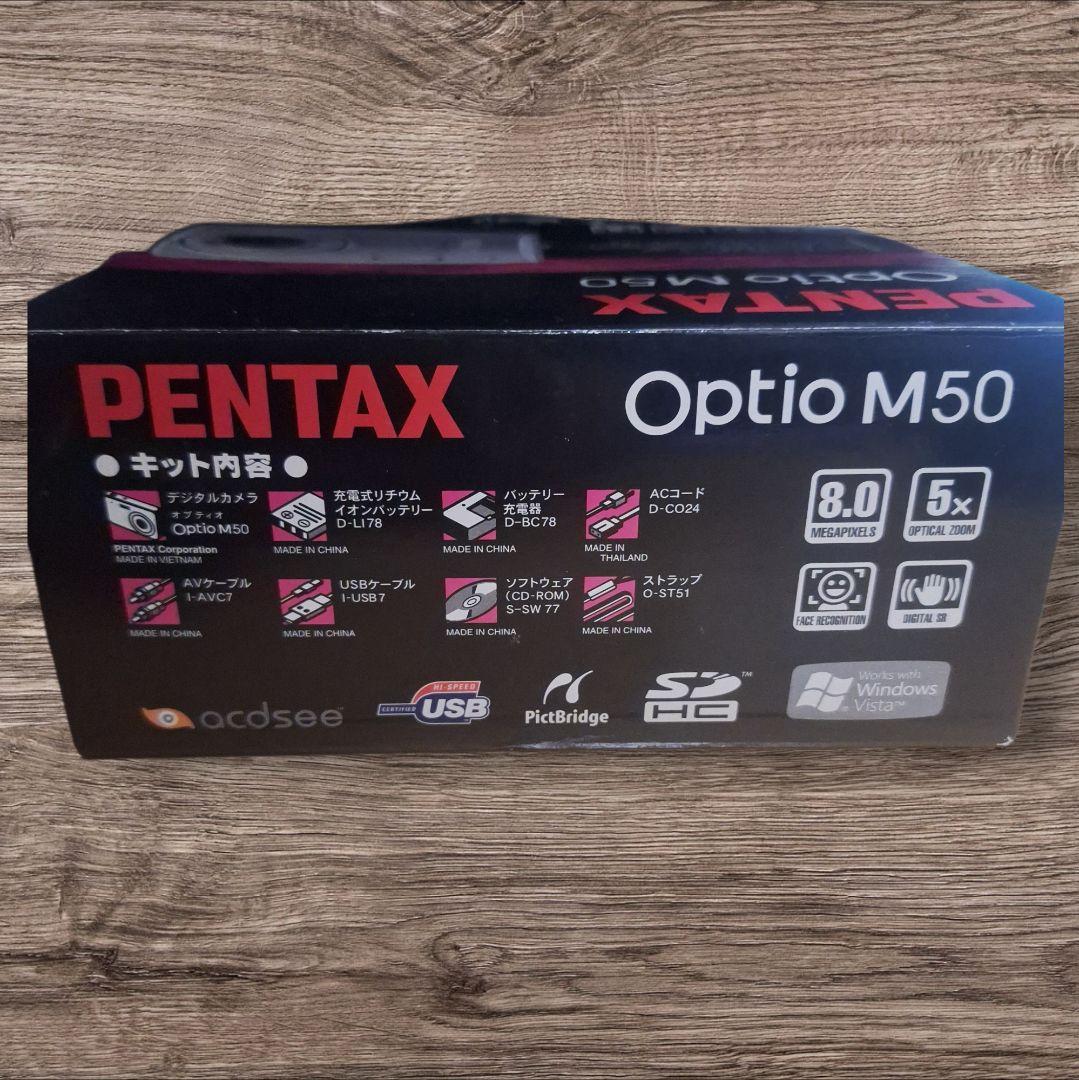 Optio M50
PENTAX
PENTAX
Optio M50
● キット内容 ●
デジタルカメラ
オプティオ
Optio M50
PENTAX Corporation
MADE IN VIETNAM
充電式リチウム
イオンバッテリー
D-LI78
MADE IN CHINA
バッテリー
充電器
D-BC78
MADE IN CHINA
ACコード
D-CO24
MADE IN
THAILAND
AVケーブル
I-AVC7
MADE IN CHINA
USBケーブル
I-USB7
MADE IN CHINA
ソフトウェア
(CD-ROM)
S-SW 77
MADE IN CHINA
ストラップ
O-ST51
MADE IN CHINA
8.0
MEGAPIXELS
5x
OPTICAL ZOOM
FACE RECOGNITION
DIGITAL SR
acdsee™
HI-SPEED
CERTIFIED
USB
PictBridge
SD™
HC
Works with
Windows
Vista™